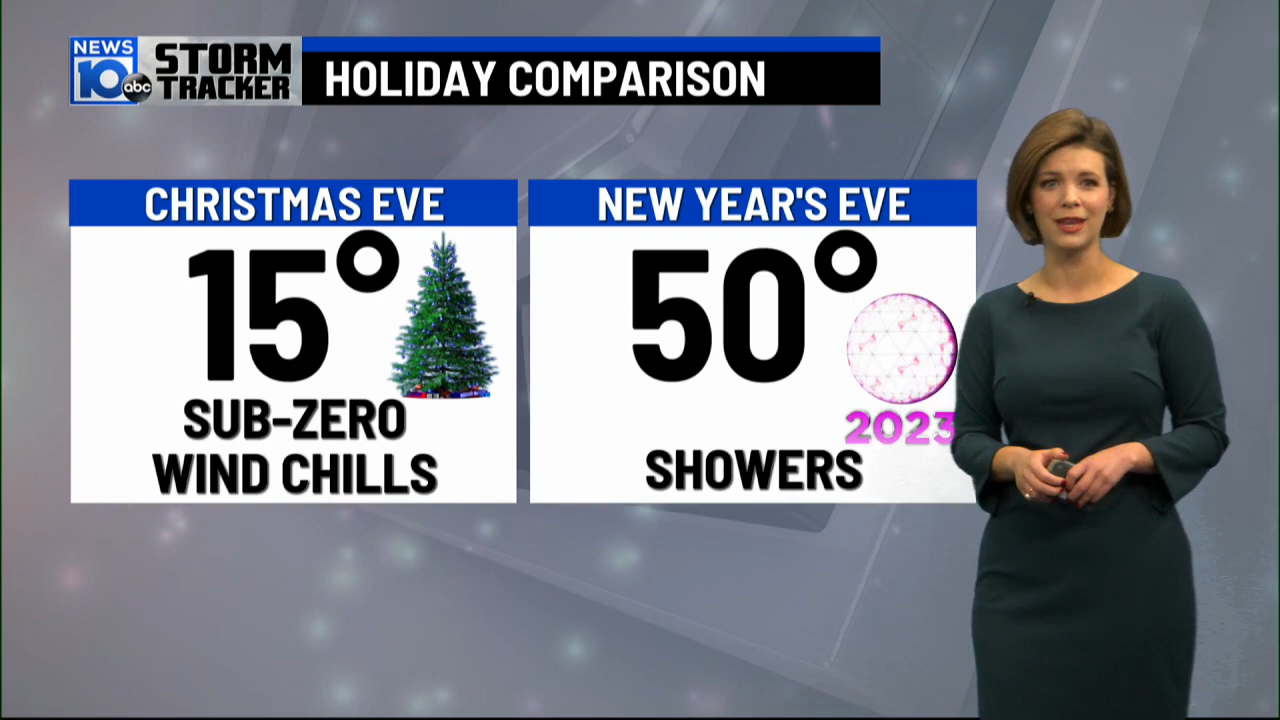 NEWS
10
abc
STORM
TRACKER
HOLIDAY COMPARISON
CHRISTMAS EVE
15°
SUB-ZERO
WIND CHILLS
NEW YEAR'S EVE
50°
2023
SHOWERS